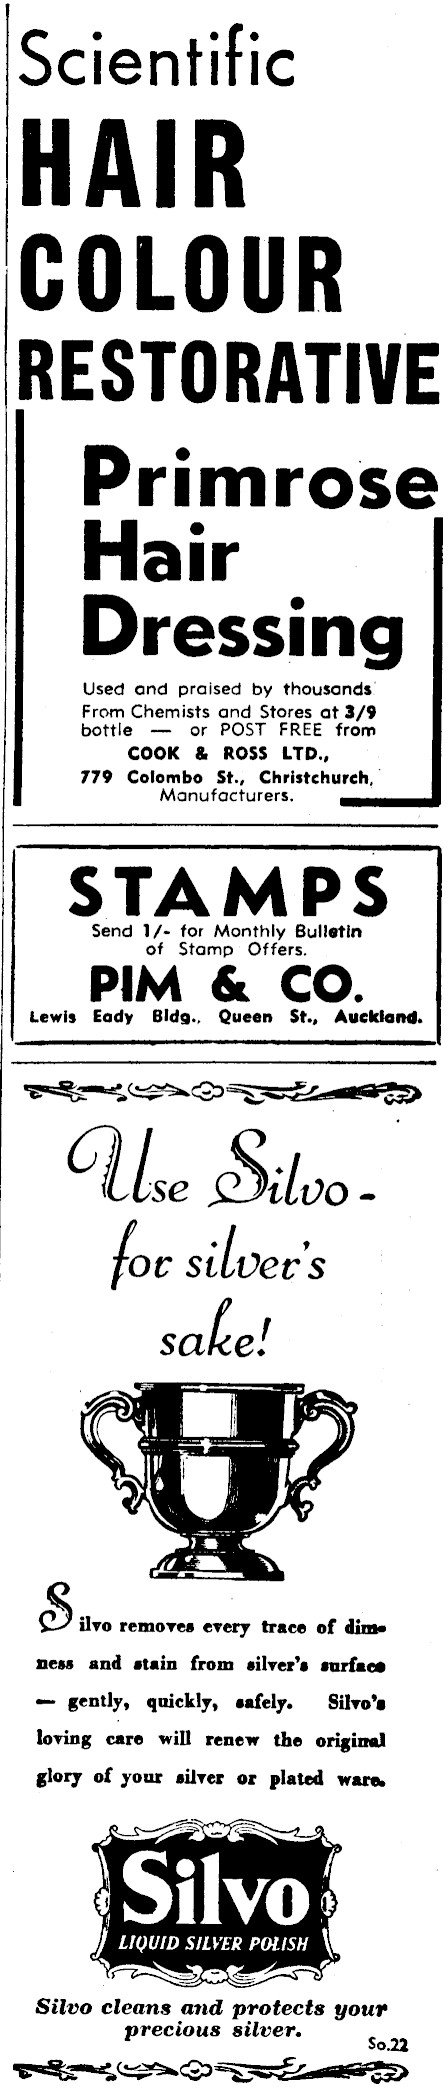 Scientific
HAIR
COLOUR
RESTORATIVE
Primrose
Hair
Dressing
Used and praised by thousands
From Chemists and Stores at 3/9
bottle — or POST FREE from
COOK & ROSS LTD.,
779 Colombo St., Christchurch,
Manufacturers.
STAMPS
Send 1/- for Monthly Bulletin
of Stamp Offers.
PIM & CO.
Lewis Eady Bldg., Queen St., Auckland.
Use Silvo -
for silver's
sake!
Silvo removes every trace of dim-
ness and stain from silver's surface
— gently, quickly, safely. Silvo's
loving care will renew the original
glory of your silver or plated ware.
Silvo
LIQUID SILVER POLISH
Silvo cleans and protects your
precious silver.
So.22